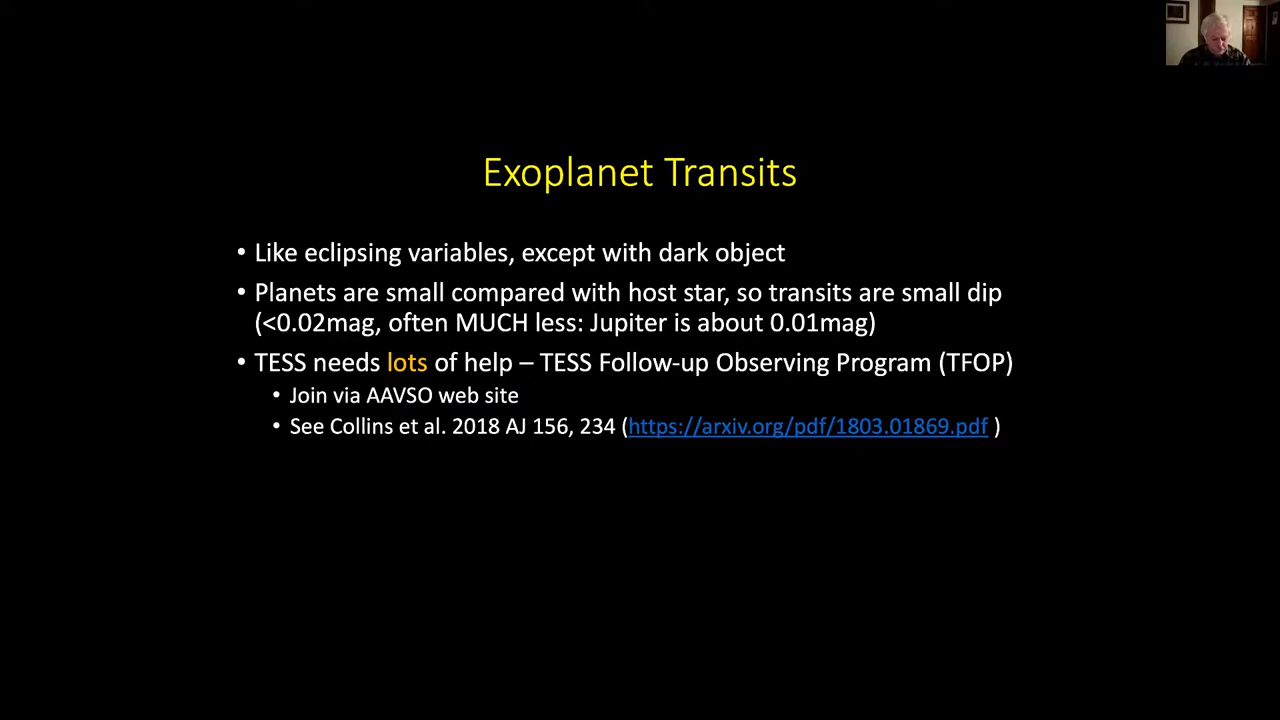 Exoplanet Transits
• Like eclipsing variables, except with dark object
• Planets are small compared with host star, so transits are small dip
(<0.02mag, often MUCH less: Jupiter is about 0.01mag)
• TESS needs lots of help – TESS Follow-up Observing Program (TFOP)
• Join via AAVSO web site
• See Collins et al. 2018 AJ 156, 234 (https://arxiv.org/pdf/1803.01869.pdf )